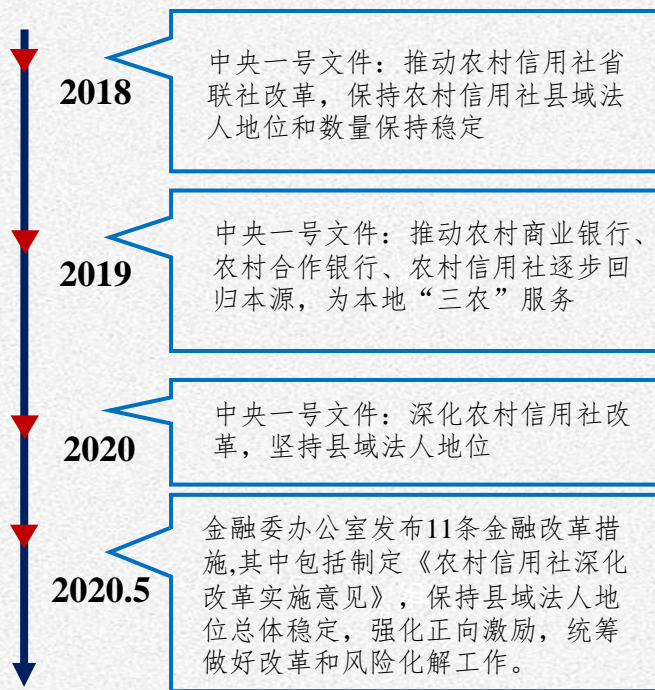 2018
中央一号文件：推动农村信用社省
联社改革，保持农村信用社县域法
人地位和数量保持稳定
2019
中央一号文件：推动农村商业银行、
农村合作银行、农村信用社逐步回
归本源，为本地“三农”服务
2020
中央一号文件：深化农村信用社改
革，坚持县域法人地位
2020.5
金融委办公室发布11条金融改革措
施,其中包括制定《农村信用社深化
改革实施意见》，保持县域法人地
位总体稳定，强化正向激励，统筹
做好改革和风险化解工作。